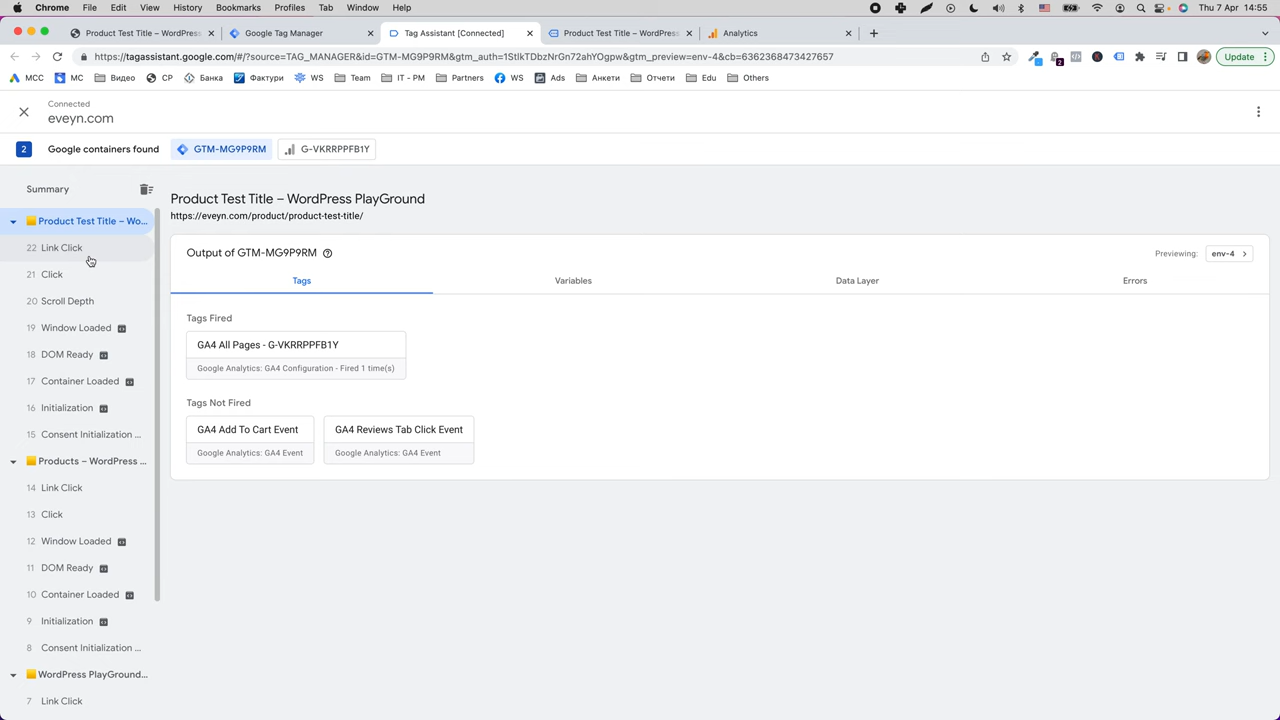 Chrome File Edit View History Bookmarks Profiles Tab Window Help Thu 7 Apr 14:55
Product Test Title – WordPress
Google Tag Manager
Tag Assistant [Connected]
Product Test Title – WordPress
Analytics
https://tagassistant.google.com/#/?source=TAG_MANAGER&id=GTM-MG9P9RM&gtm_auth=1StIkTDbzNrGn72ahYOgpw&gtm_preview=env-4&cb=6362368473427657
Update
МСС МС Видео СР Банка Фактури WS Team IT - PM Partners WS Ads Анкети Отчети Edu Others
Connected
eveyn.com
2 Google containers found GTM-MG9P9RM G-VKRRPPFB1Y
Summary
Product Test Title – Wo...
22 Link Click
21 Click
20 Scroll Depth
19 Window Loaded
18 DOM Ready
17 Container Loaded
16 Initialization
15 Consent Initialization ...
Products – WordPress ...
14 Link Click
13 Click
12 Window Loaded
11 DOM Ready
10 Container Loaded
9 Initialization
8 Consent Initialization ...
WordPress PlayGround...
7 Link Click
Product Test Title – WordPress PlayGround
https://eveyn.com/product/product-test-title/
Output of GTM-MG9P9RM
Previewing: env-4
Tags Variables Data Layer Errors
Tags Fired
GA4 All Pages - G-VKRRPPFB1Y
Google Analytics: GA4 Configuration - Fired 1 time(s)
Tags Not Fired
GA4 Add To Cart Event
Google Analytics: GA4 Event
GA4 Reviews Tab Click Event
Google Analytics: GA4 Event